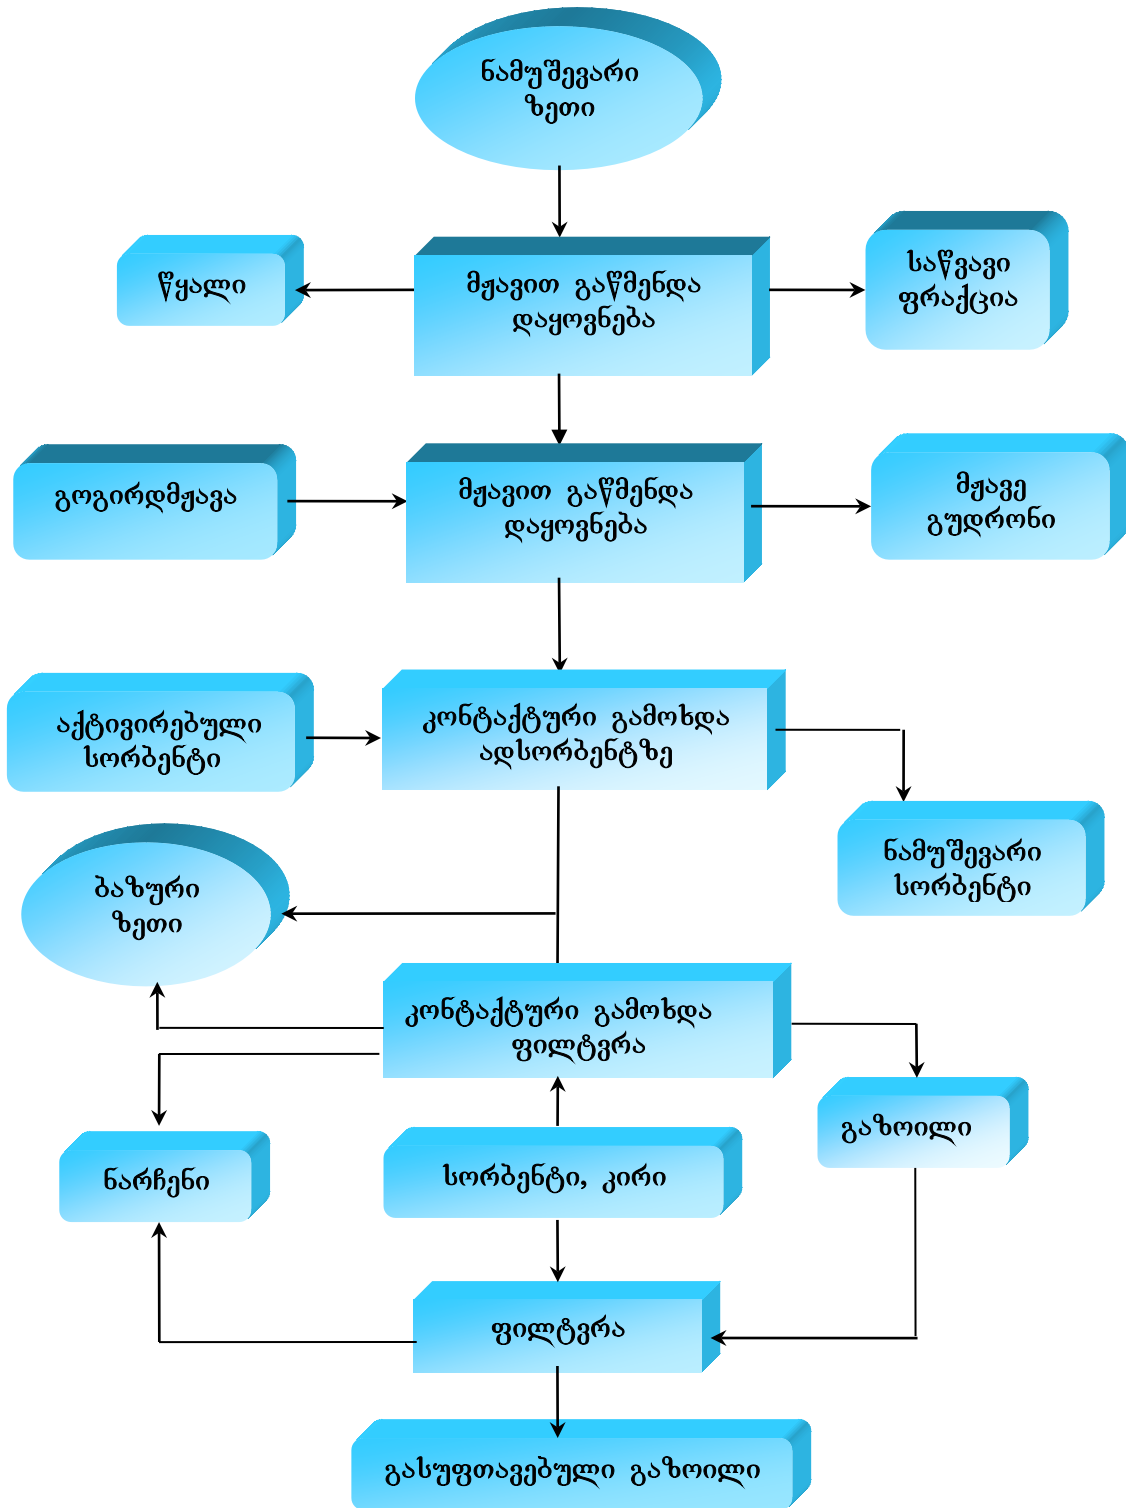 ნამუშევარი
ზეთი
წყალი
მჟავით გაწმენდა
დაყოვნება
საწვავი
ფრაქცია
გოგირდმჟავა
მჟავით გაწმენდა
დაყოვნება
მჟავე
გუდრონი
აქტივირებული
სორბენტი
კონტაქტური გამოხდა
ადსორბენტზე
ნამუშევარი
სორბენტი
ბაზური
ზეთი
კონტაქტური გამოხდა
ფილტვრა
გაზოილი
ნარჩენი
სორბენტი, კირი
ფილტვრა
გასუფთავებული გაზოილი